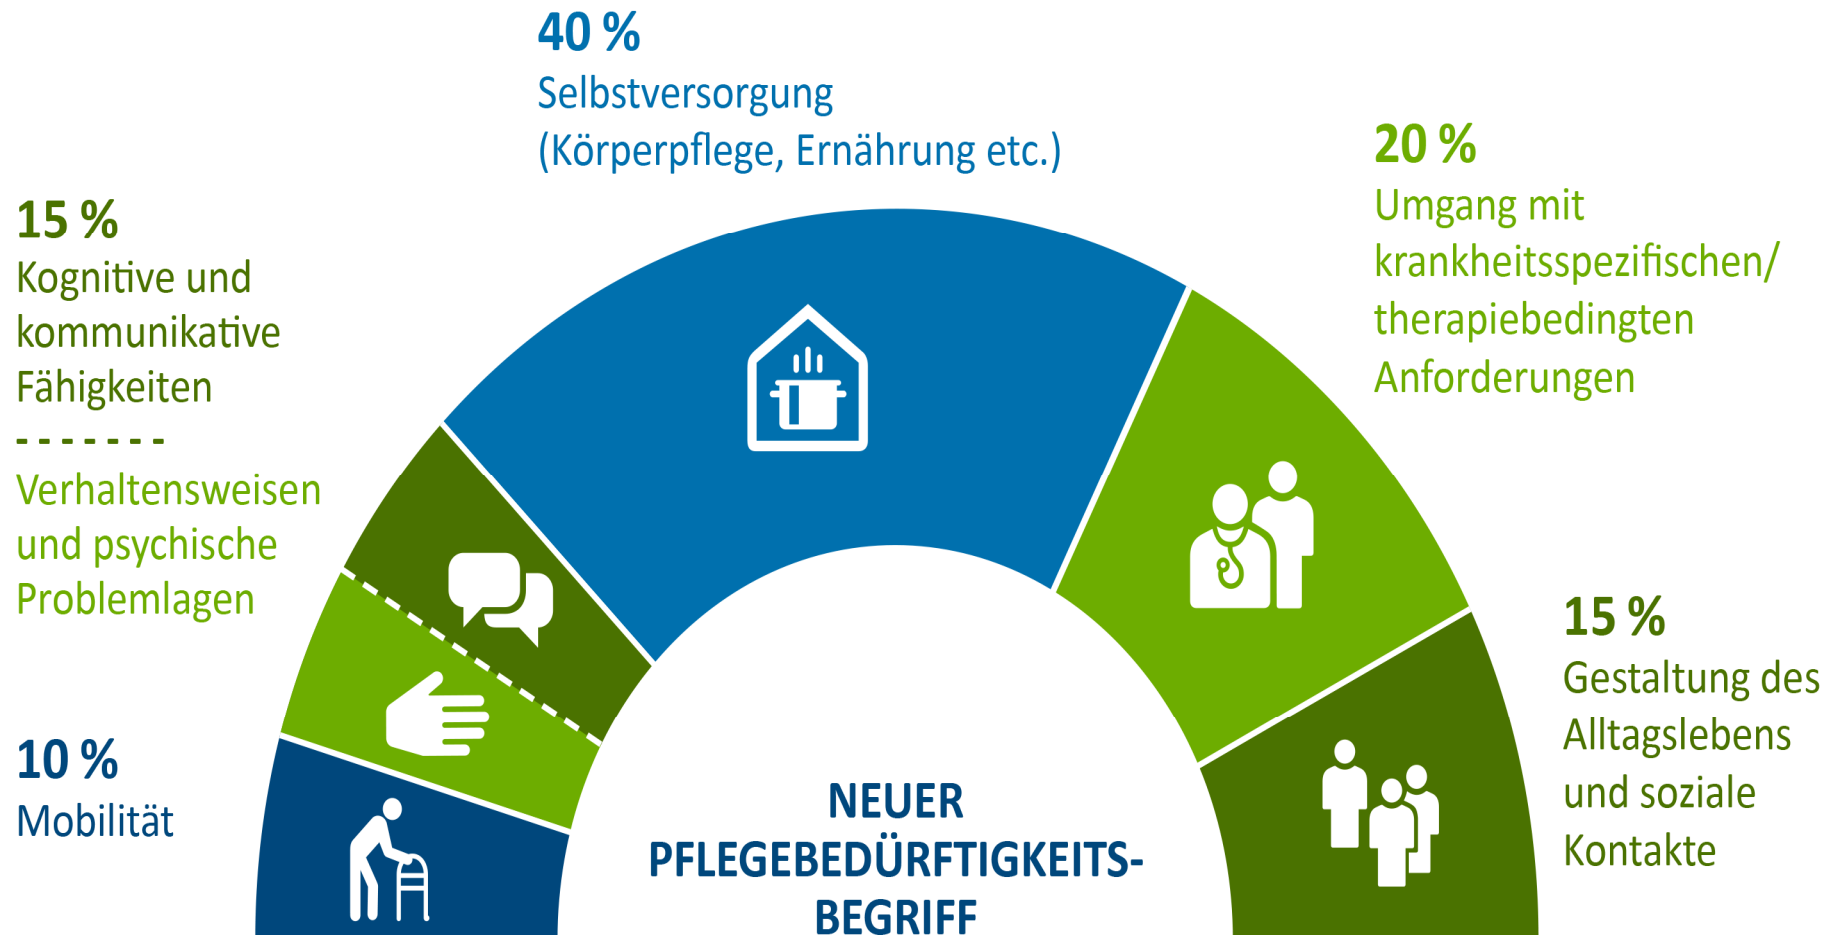 40 %
Selbstversorgung
(Körperpflege, Ernährung etc.)
20 %
Umgang mit
krankheitsspezifischen/
therapiebedingten
Anforderungen
15 %
Kognitive und
kommunikative
Fähigkeiten
- - - - - - -
Verhaltensweisen
und psychische
Problemlagen
10 %
Mobilität
15 %
Gestaltung des
Alltagslebens
und soziale
Kontakte
NEUER
PFLEGEBEDÜRFTIGKEITS-
BEGRIFF